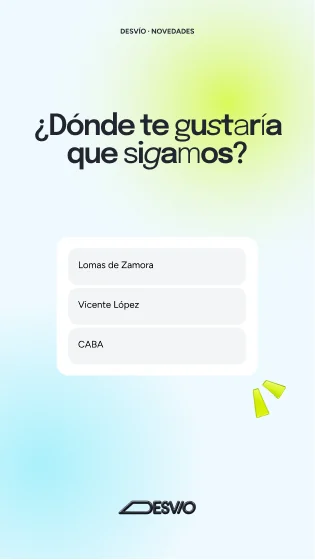 DESVÍO · NOVEDADES
¿Dónde te gustaría
que sigamos?
Lomas de Zamora
Vicente López
CABA
DESVIO